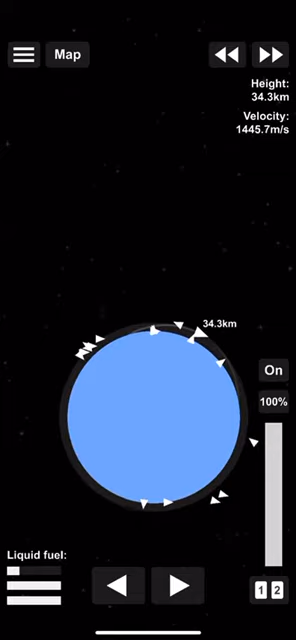 Map
Height:
34.3km
Velocity:
1445.7m/s
34.3km
On
100%
Liquid fuel:
1 2